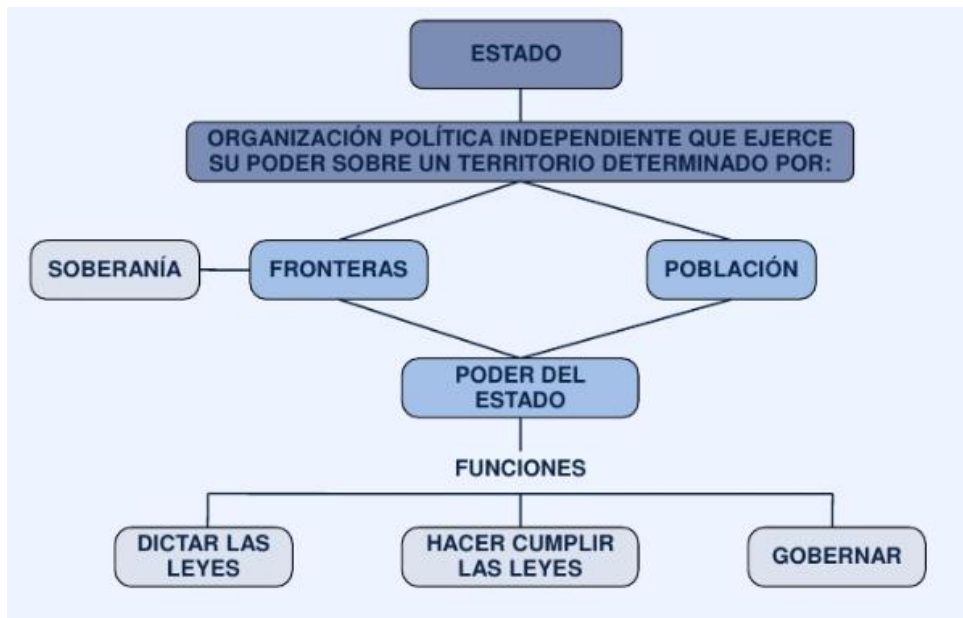 ESTADO
ORGANIZACIÓN POLÍTICA INDEPENDIENTE QUE EJERCE
SU PODER SOBRE UN TERRITORIO DETERMINADO POR:
SOBERANÍA
FRONTERAS
POBLACIÓN
PODER DEL
ESTADO
FUNCIONES
DICTAR LAS
LEYES
HACER CUMPLIR
LAS LEYES
GOBERNAR